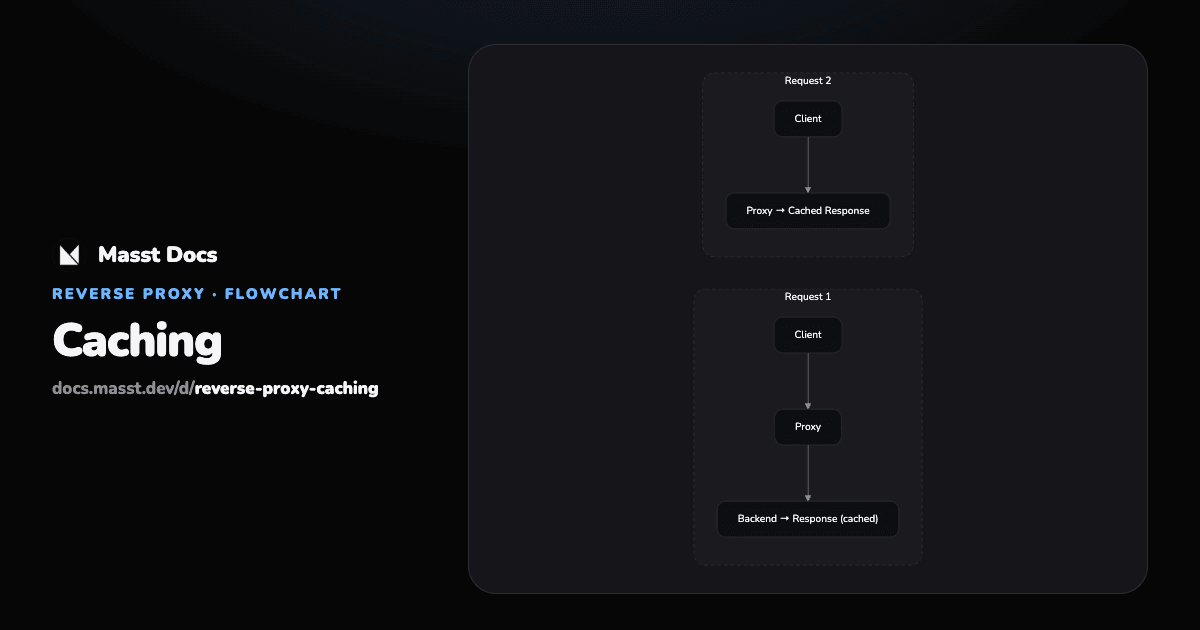 Masst Docs
REVERSE PROXY · FLOWCHART
Caching
docs.masst.dev/d/reverse-proxy-caching
Request 2
Client
Proxy → Cached Response
Request 1
Client
Proxy
Backend → Response (cached)